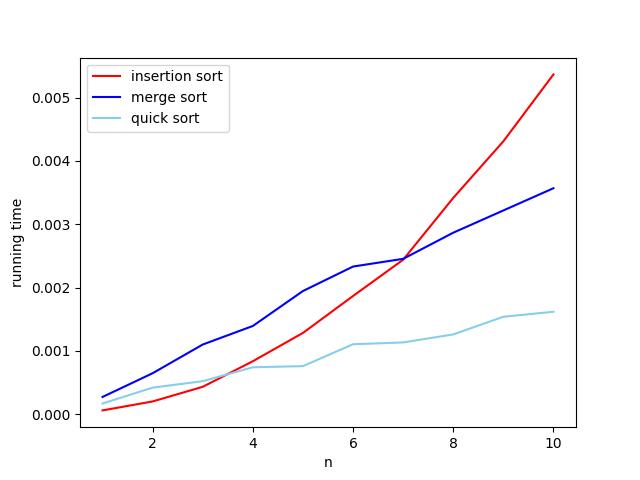 insertion sort
merge sort
quick sort
0.005
0.004
0.003
0.002
0.001
0.000
running time
2 4 6 8 10
n